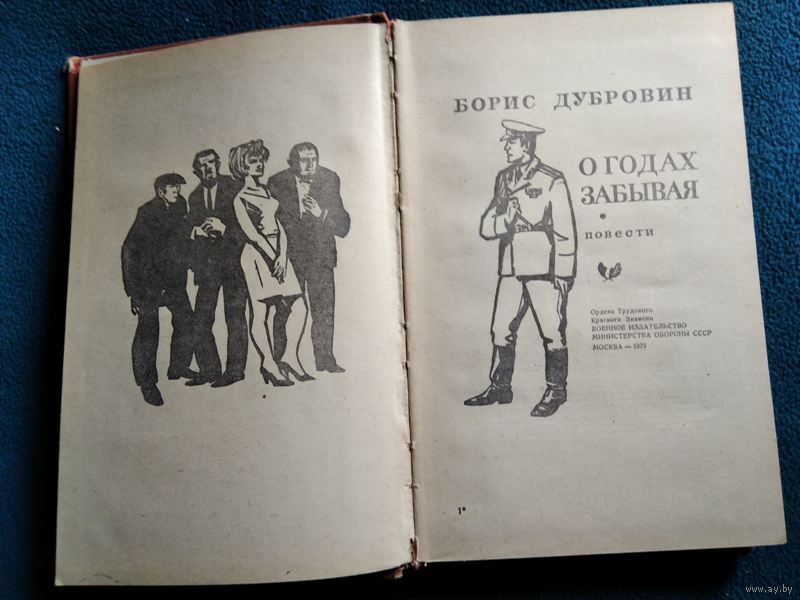 БОРИС ДУБРОВИН
О ГОДАХ
ЗАБЫВАЯ
повести
Ордена Трудового
Красного Знамени
ВОЕННОЕ ИЗДАТЕЛЬСТВО
МИНИСТЕРСТВА ОБОРОНЫ СССР
МОСКВА — 1973
1*
www.ay.by